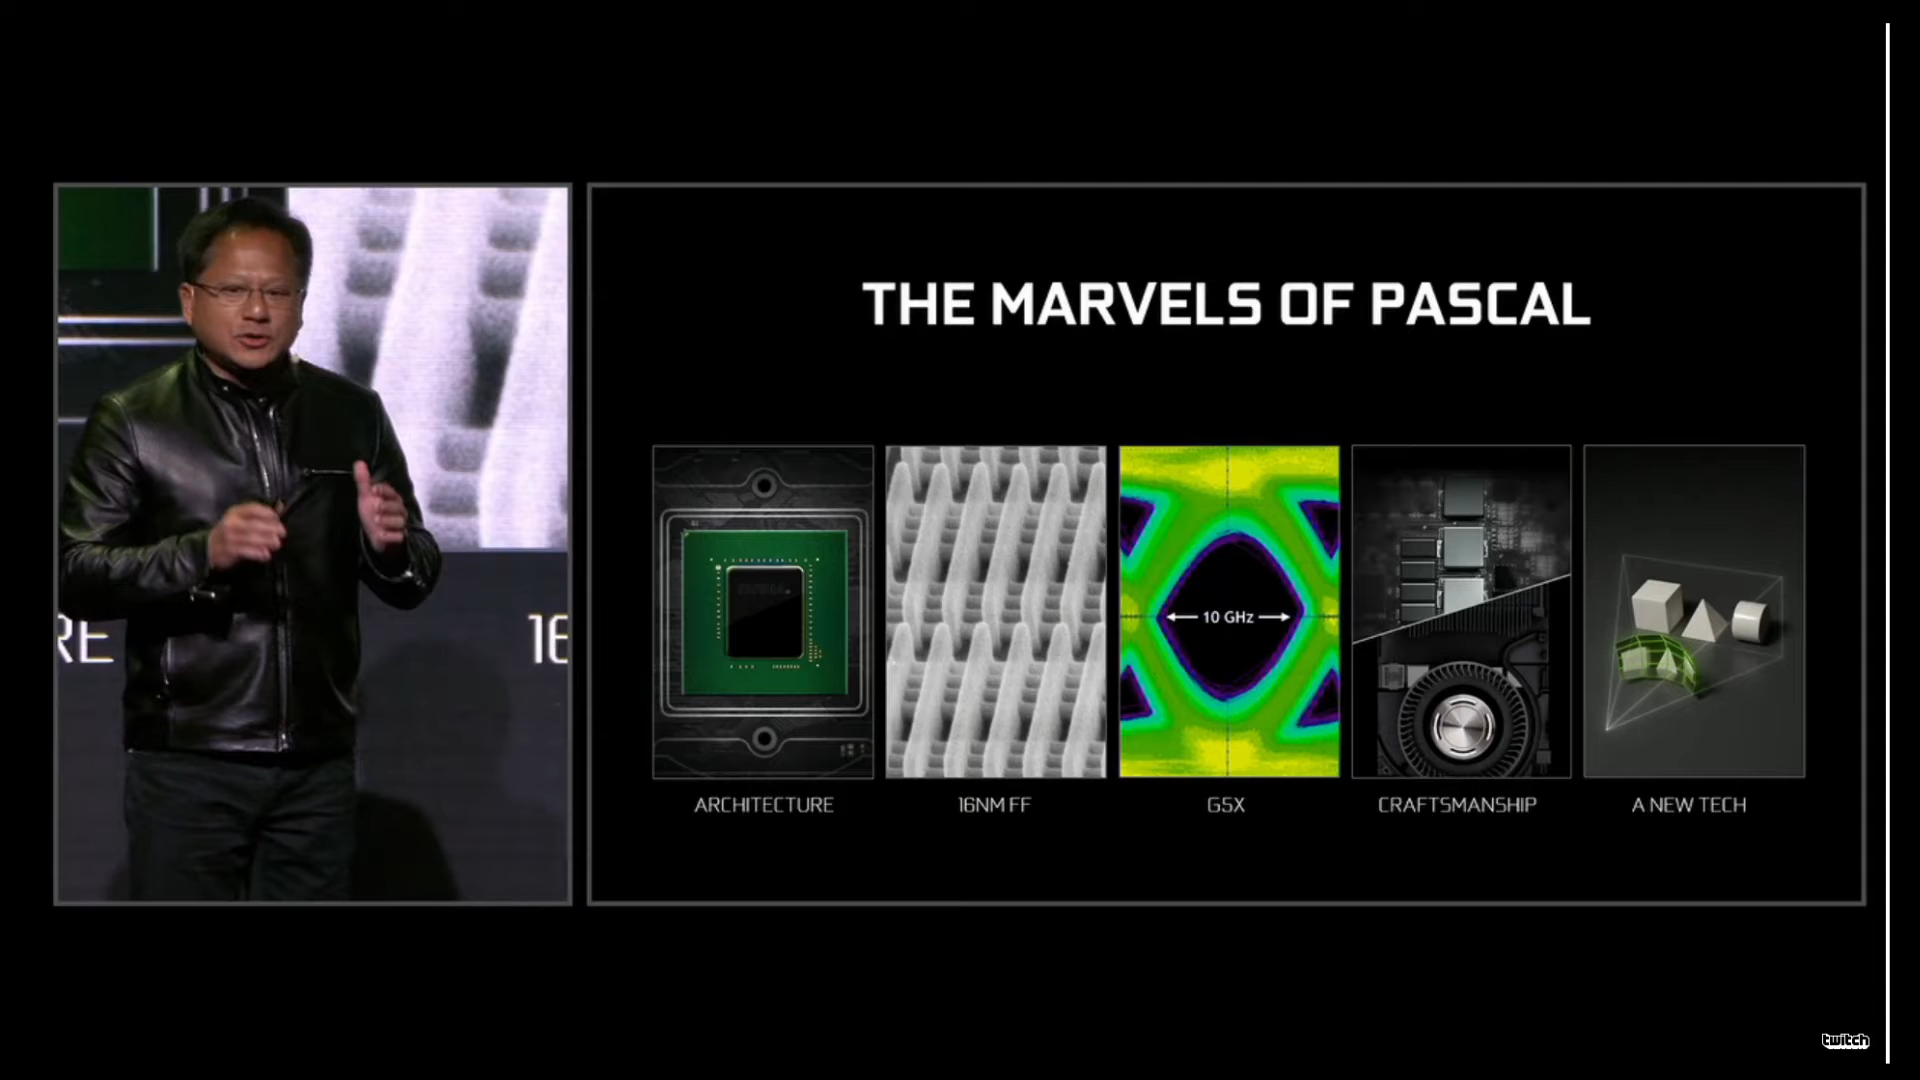 THE MARVELS OF PASCAL
10 GHz
RE
16
ARCHITECTURE
16NM FF
G5X
CRAFTSMANSHIP
A NEW TECH
twitch